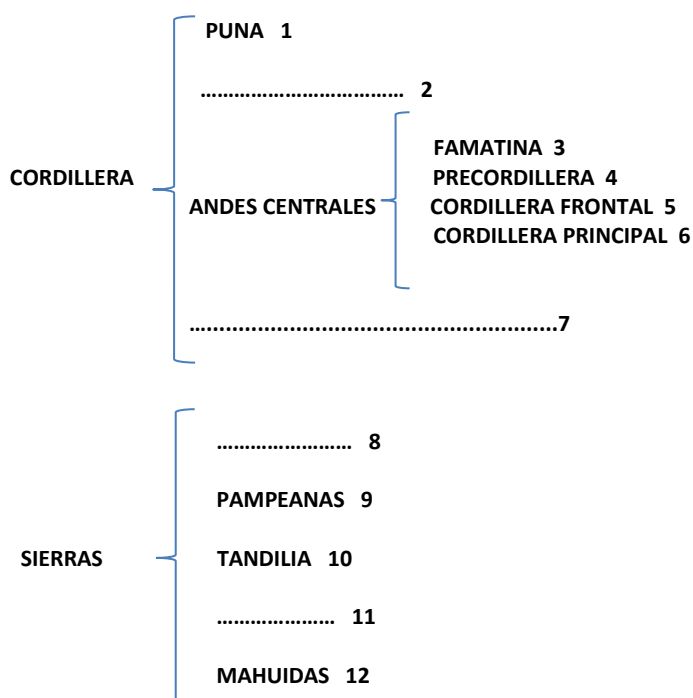 PUNA 1
……………………………… 2
FAMATINA 3
CORDILLERA
PRECORDILLERA 4
ANDES CENTRALES
CORDILLERA FRONTAL 5
CORDILLERA PRINCIPAL 6
…......................................................7
…………………… 8
PAMPEANAS 9
SIERRAS
TANDILIA 10
………………… 11
MAHUIDAS 12